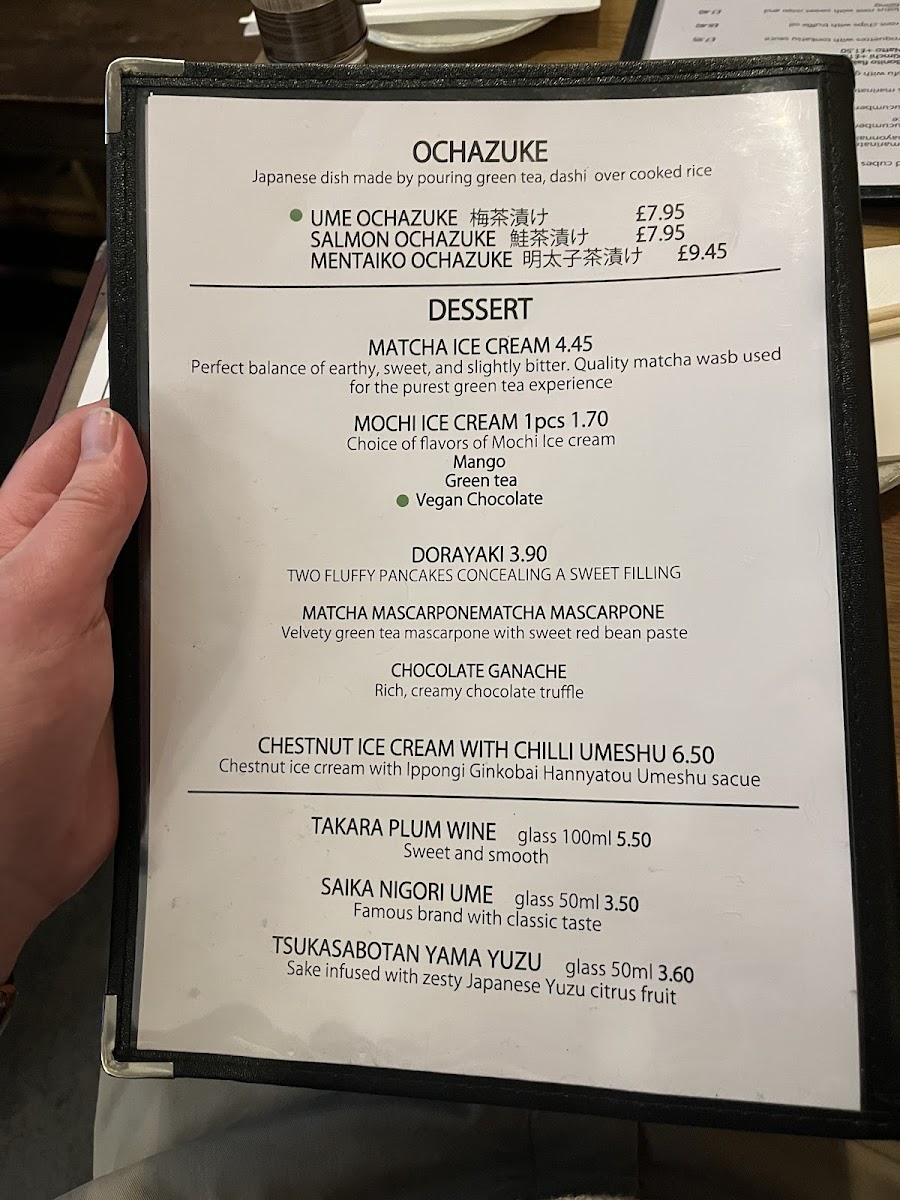 OCHAZUKE
Japanese dish made by pouring green tea, dashi over cooked rice
UME OCHAZUKE 梅茶漬け £7.95
SALMON OCHAZUKE 鮭茶漬け £7.95
MENTAIKO OCHAZUKE 明太子茶漬け £9.45
DESSERT
MATCHA ICE CREAM 4.45
Perfect balance of earthy, sweet, and slightly bitter. Quality matcha wasb used
for the purest green tea experience
MOCHI ICE CREAM 1pcs 1.70
Choice of flavors of Mochi Ice cream
Mango
Green tea
Vegan Chocolate
DORAYAKI 3.90
TWO FLUFFY PANCAKES CONCEALING A SWEET FILLING
MATCHA MASCARPONEMATCHA MASCARPONE
Velvety green tea mascarpone with sweet red bean paste
CHOCOLATE GANACHE
Rich, creamy chocolate truffle
CHESTNUT ICE CREAM WITH CHILLI UMESHU 6.50
Chestnut ice crream with Ippongi Ginkobai Hannyatou Umeshu sacue
TAKARA PLUM WINE glass 100ml 5.50
Sweet and smooth
SAIKA NIGORI UME glass 50ml 3.50
Famous brand with classic taste
TSUKASABOTAN YAMA YUZU glass 50ml 3.60
Sake infused with zesty Japanese Yuzu citrus fruit